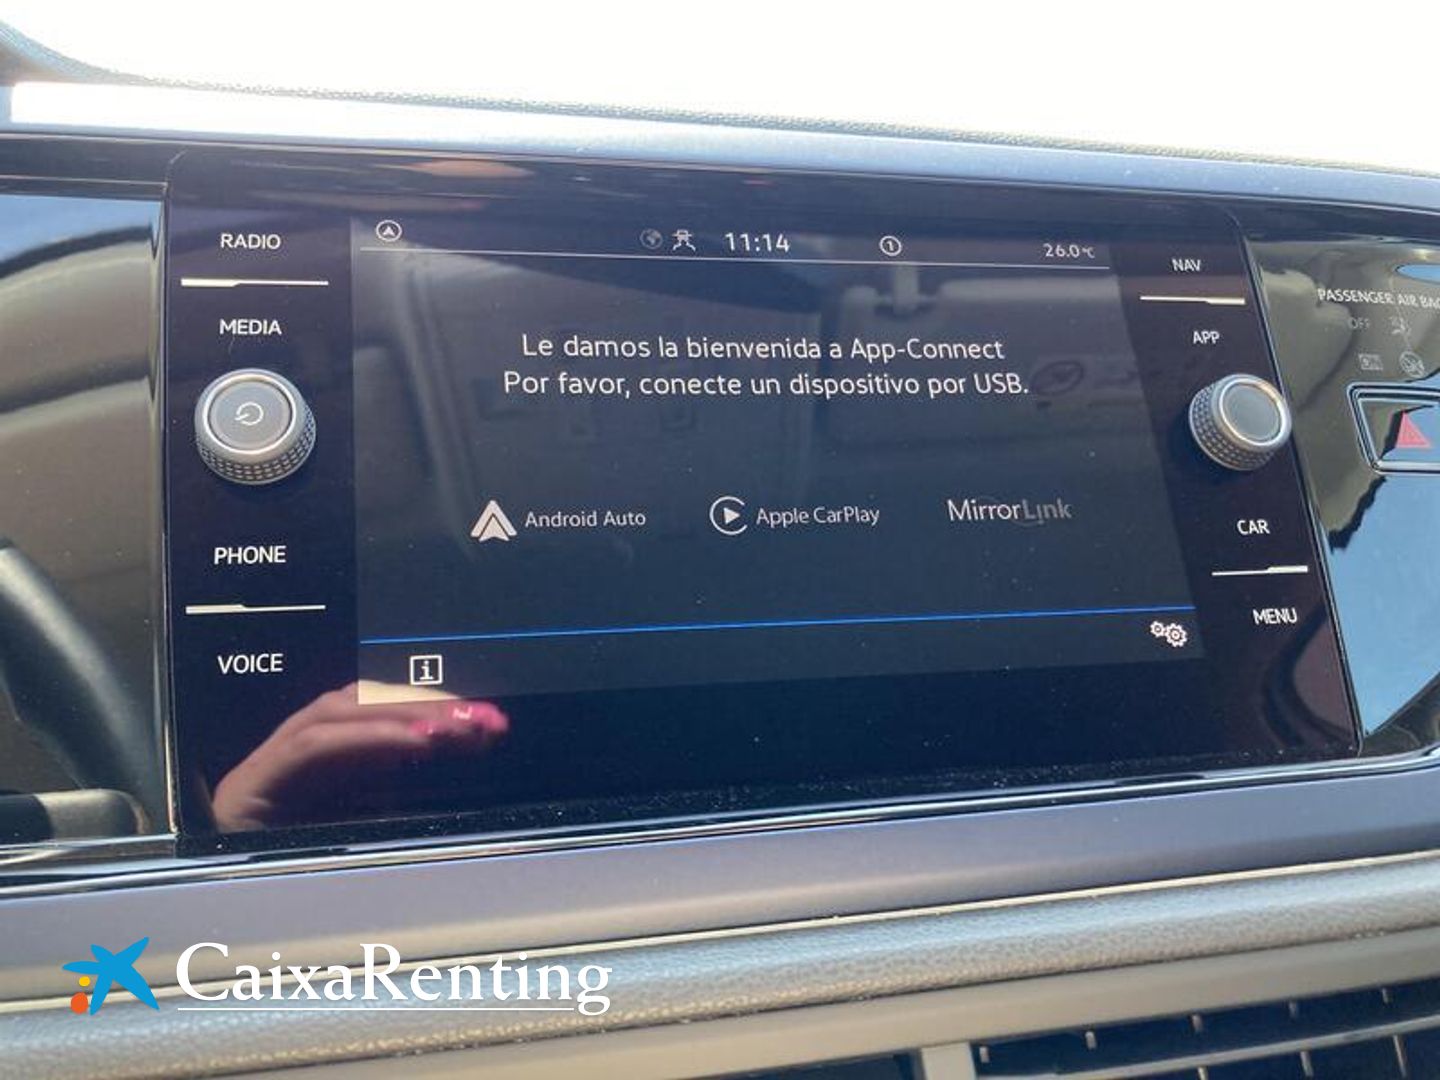 RADIO
MEDIA
PHONE
VOICE
11:14
1
26.0°C
Le damos la bienvenida a App-Connect
Por favor, conecte un dispositivo por USB.
Android Auto
Apple CarPlay
MirrorLink
i
NAV
APP
CAR
MENU
PASSENGER AIR BAG
OFF
CaixaRenting